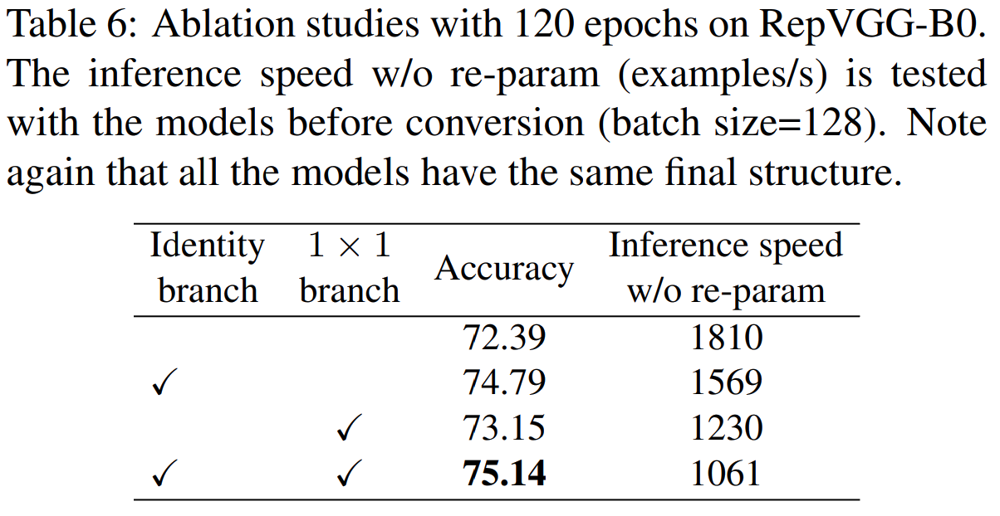 Table 6: Ablation studies with 120 epochs on RepVGG-B0.
The inference speed w/o re-param (examples/s) is tested
with the models before conversion (batch size=128). Note
again that all the models have the same final structure.
Identity branch 1 × 1 branch Accuracy Inference speed w/o re-param
72.39 1810
✓ 74.79 1569
✓ 73.15 1230
✓ ✓ 75.14 1061